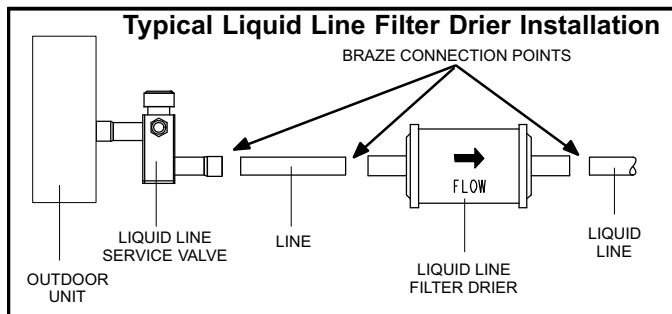 Typical Liquid Line Filter Drier Installation
BRAZE CONNECTION POINTS
FLOW
LIQUID LINE
SERVICE VALVE
LINE
LIQUID
LINE
OUTDOOR
UNIT
LIQUID LINE
FILTER DRIER